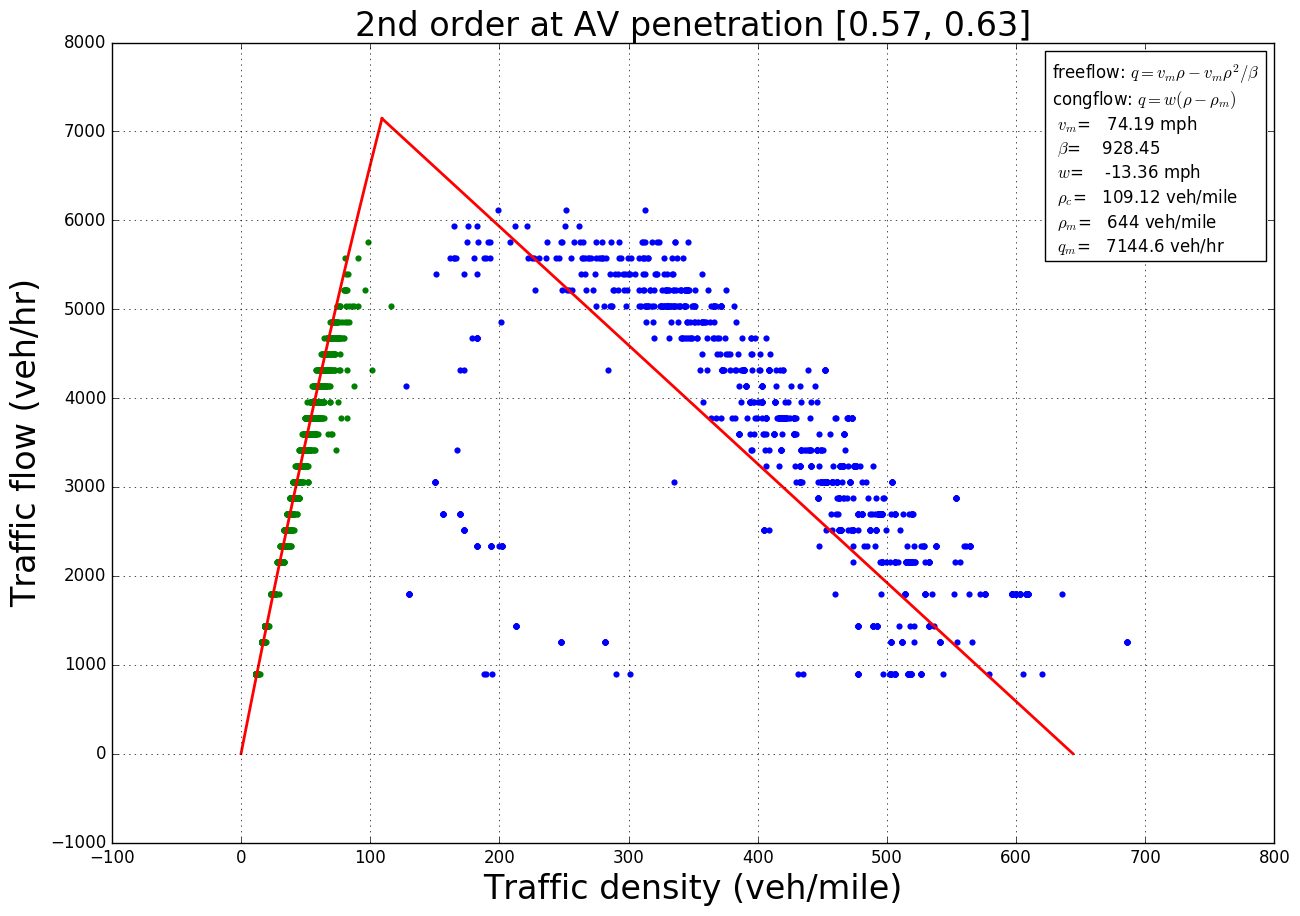 2nd order at AV penetration [0.57, 0.63]
8000
7000
6000
5000
4000
3000
2000
1000
0
−1000
Traffic flow (veh/hr)
freeflow: q = v_m ρ − v_m ρ²/β
congflow: q = w(ρ − ρ_m)
v_m= 74.19 mph
β= 928.45
w= -13.36 mph
ρ_c= 109.12 veh/mile
ρ_m= 644 veh/mile
q_m= 7144.6 veh/hr
−100 0 100 200 300 400 500 600 700 800
Traffic density (veh/mile)